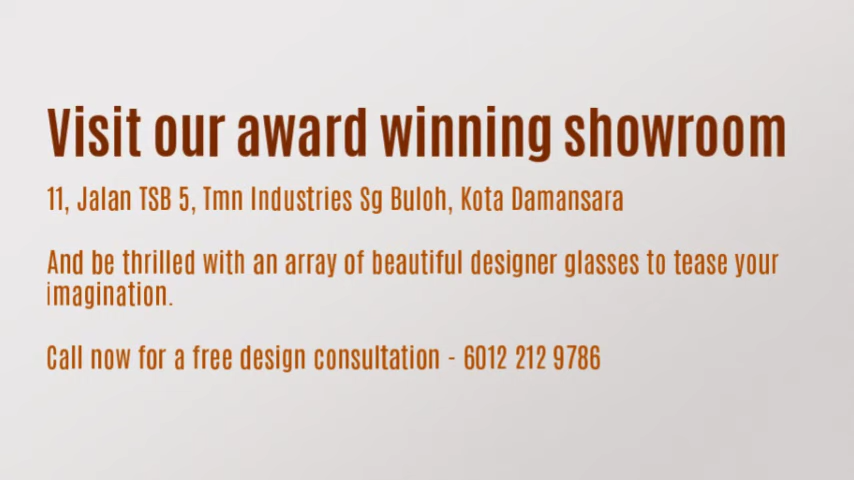 Visit our award winning showroom
11, Jalan TSB 5, Tmn Industries Sg Buloh, Kota Damansara
And be thrilled with an array of beautiful designer glasses to tease your
imagination.
Call now for a free design consultation - 6012 212 9786